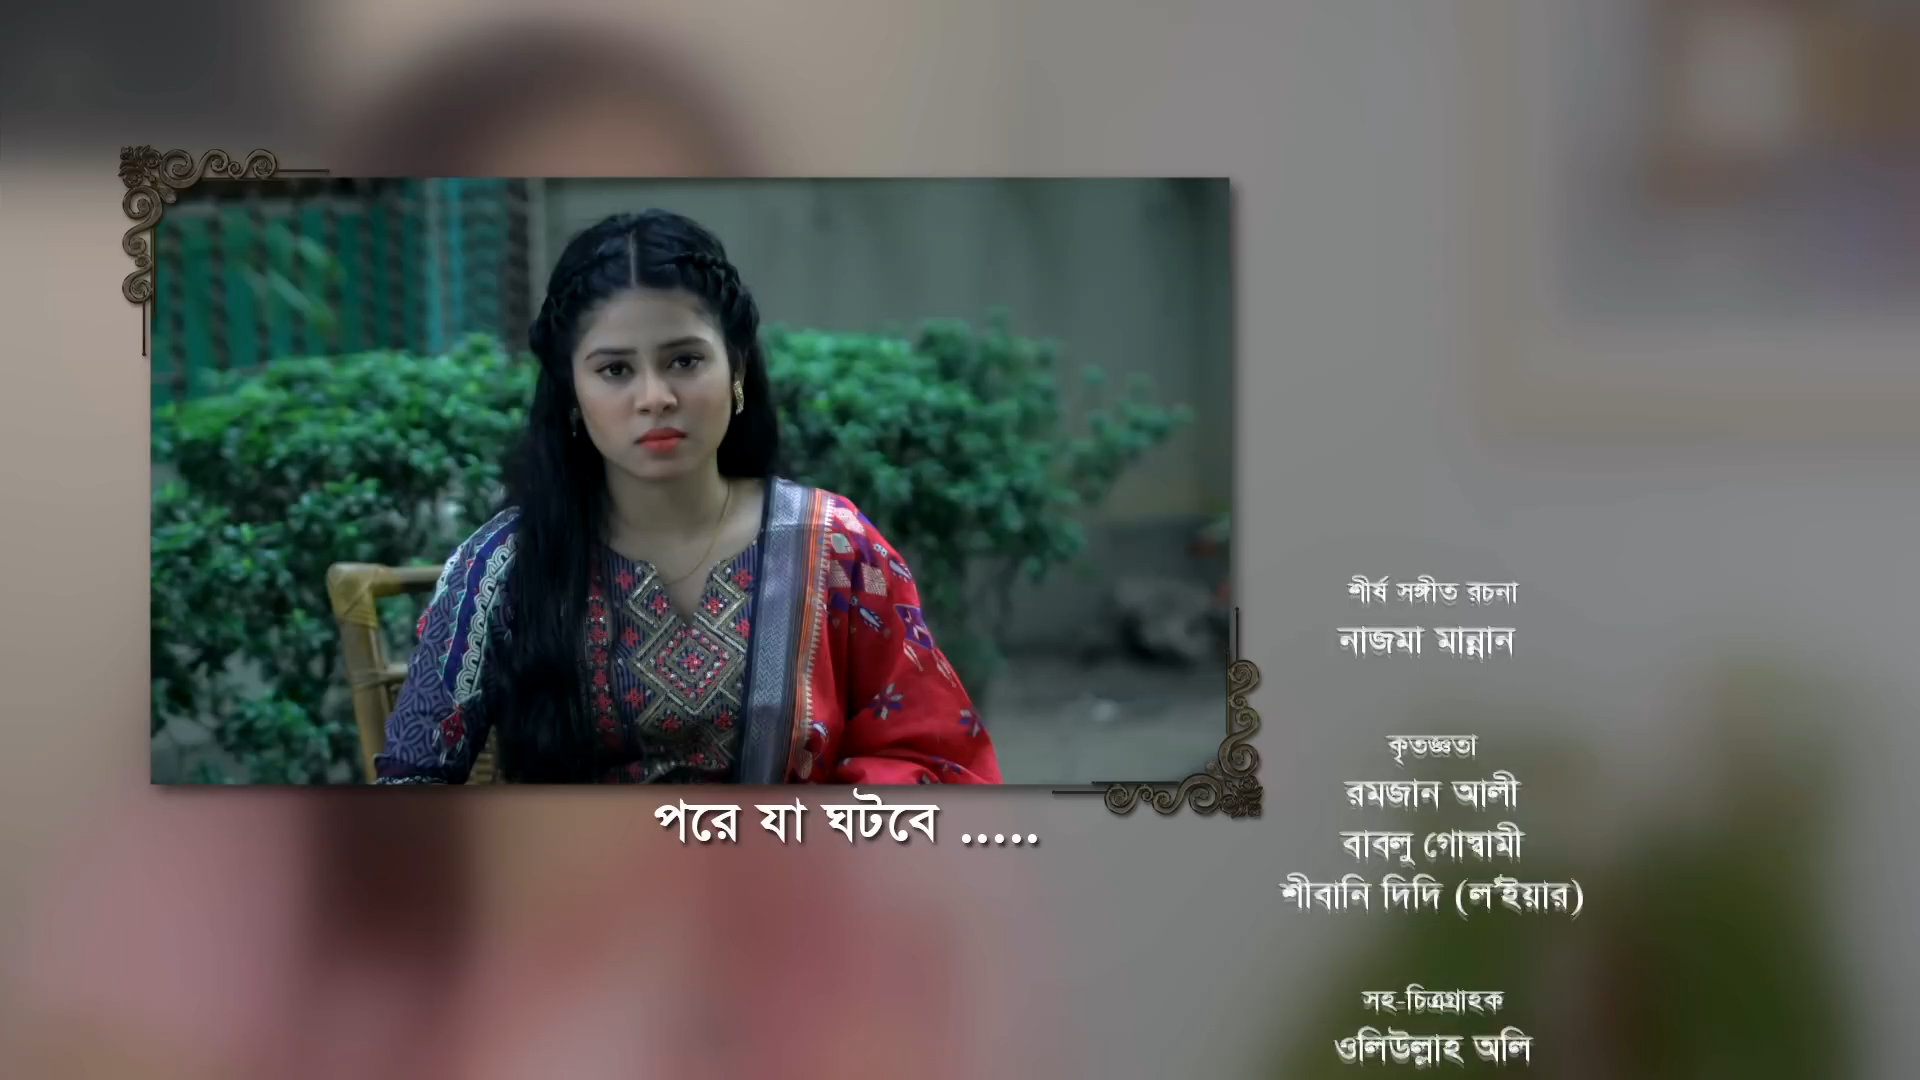 পরে যা ঘটবে .....
শীর্ষ সঙ্গীত রচনা
নাজমা মান্নান
কৃতজ্ঞতা
রমজান আলী
বাবলু গোস্বামী
শীবানি দিদি (ল'ইয়ার)
সহ-চিত্রগ্রাহক
ওলিউল্লাহ অলি